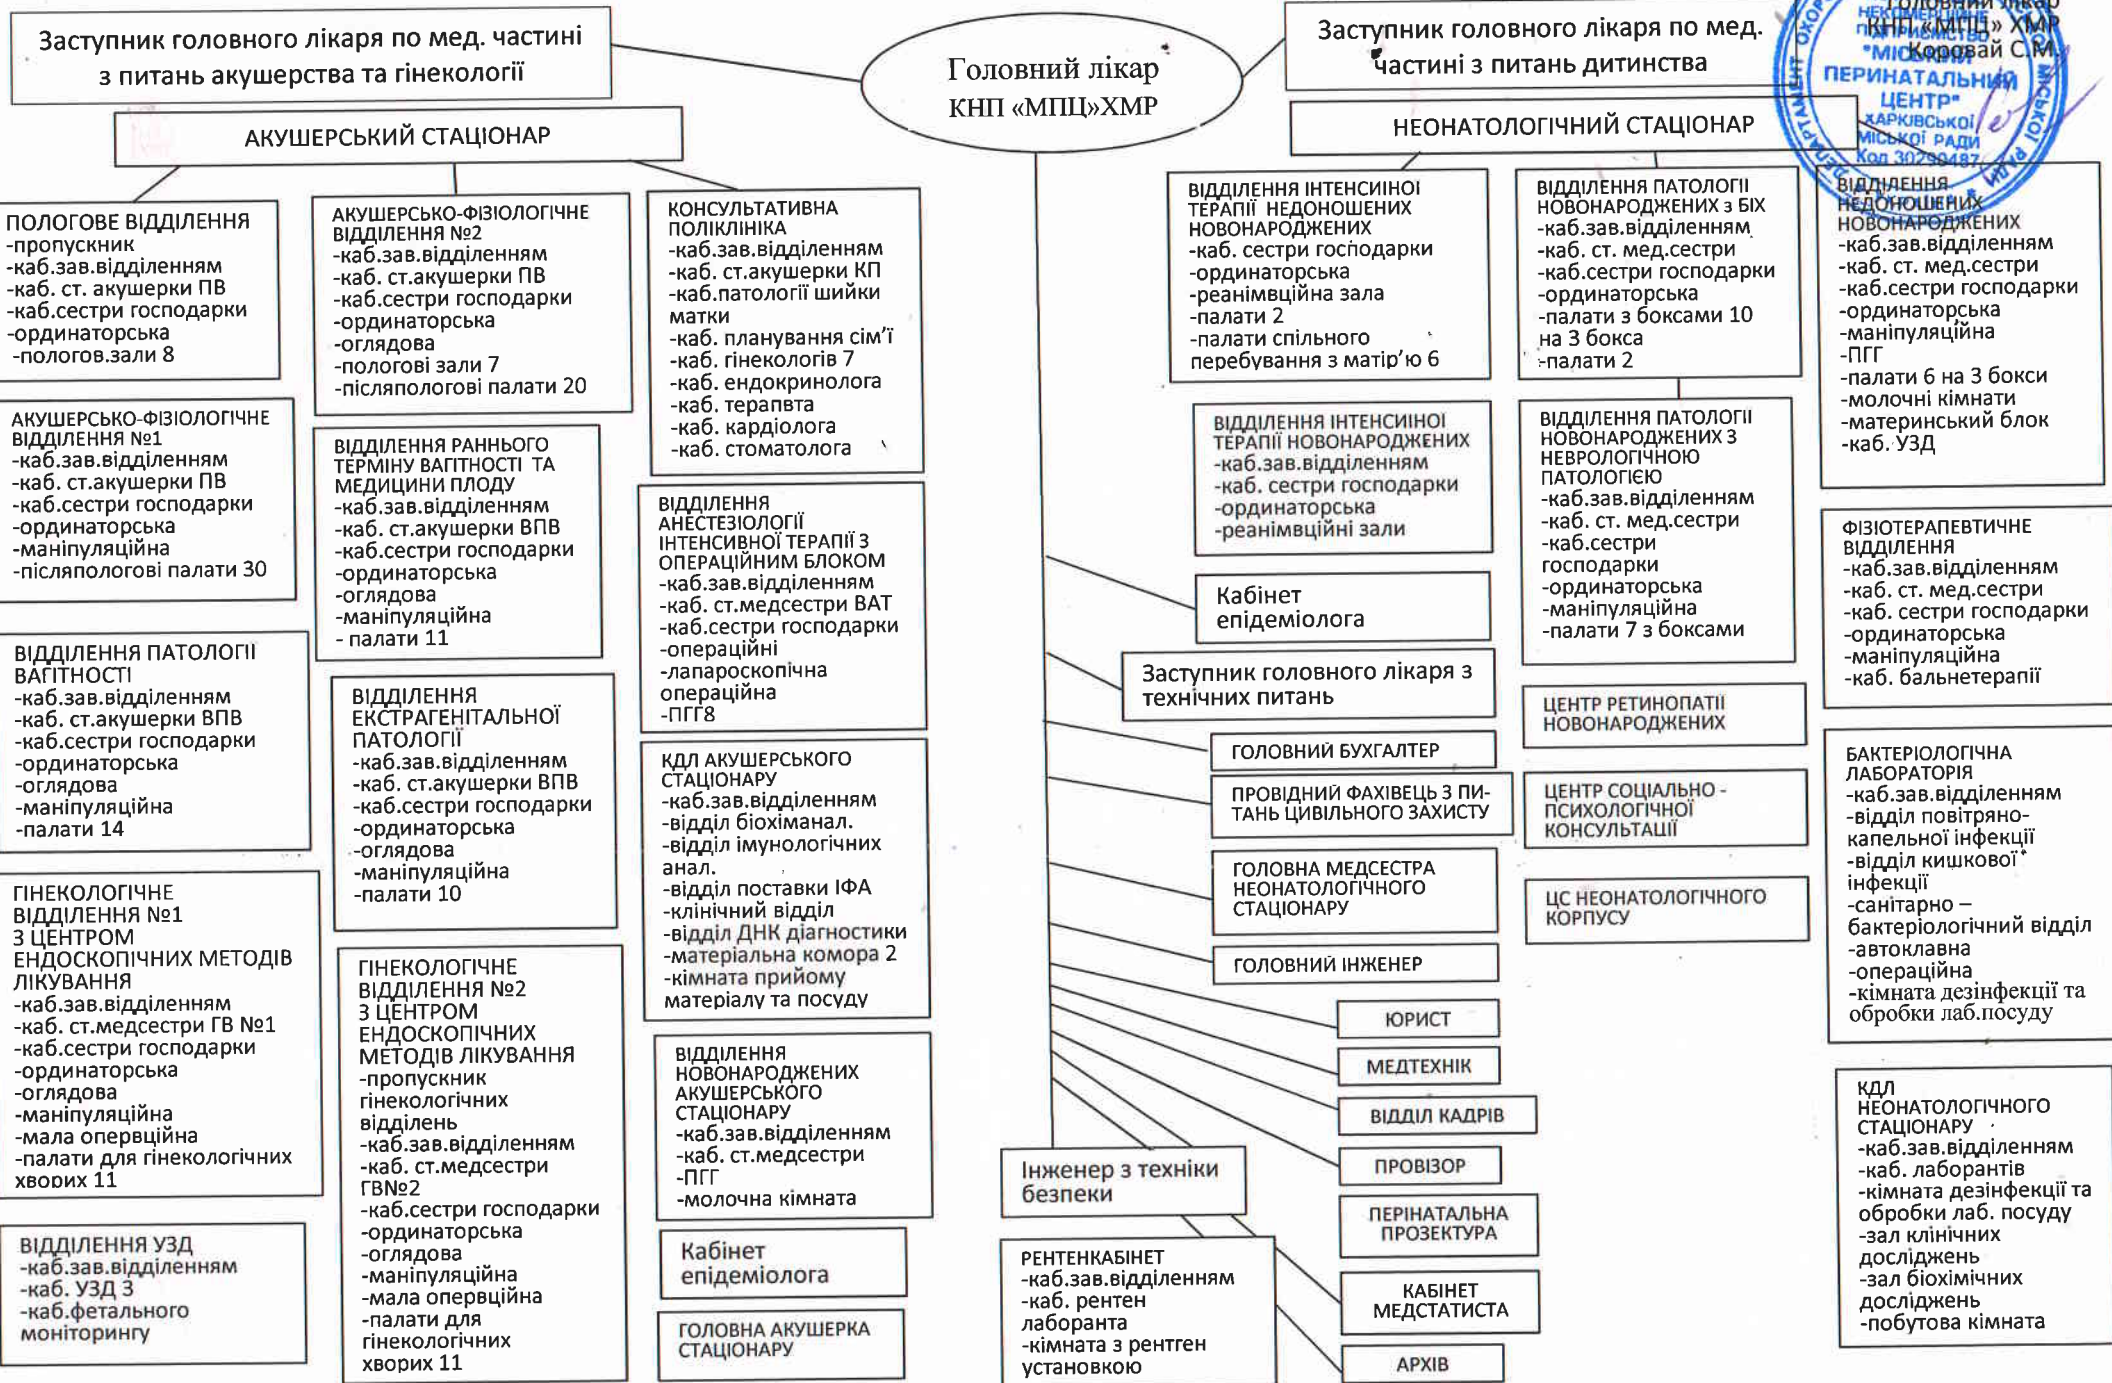 Заступник головного лікаря по мед. частині
з питань акушерства та гінекології
Головний лікар
КНП «МПЦ»ХМР
Заступник головного лікаря по мед.
частині з питань дитинства
Головний лікар
КНП «МПЦ» ХМР
Коровай С.М.
НЕКОМЕРЦІЙНЕ
ПІДПРИЄМСТВО
"МІСЬКИЙ
ПЕРИНАТАЛЬНИЙ
ЦЕНТР"
ХАРКІВСЬКОЇ
МІСЬКОЇ РАДИ
Код 30290487
АКУШЕРСЬКИЙ СТАЦІОНАР
НЕОНАТОЛОГІЧНИЙ СТАЦІОНАР
ПОЛОГОВЕ ВІДДІЛЕННЯ
-пропускник
-каб.зав.відділенням
-каб. ст. акушерки ПВ
-каб.сестри господарки
-ординаторська
-пологов.зали 8
АКУШЕРСЬКО-ФІЗІОЛОГІЧНЕ
ВІДДІЛЕННЯ №1
-каб.зав.відділенням
-каб. ст.акушерки ПВ
-каб.сестри господарки
-ординаторська
-маніпуляційна
-післяпологові палати 30
ВІДДІЛЕННЯ ПАТОЛОГІІ
ВАГІТНОСТІ
-каб.зав.відділенням
-каб. ст.акушерки ВПВ
-каб.сестри господарки
-ординаторська
-оглядова
-маніпуляційна
-палати 14
ГІНЕКОЛОГІЧНЕ
ВІДДІЛЕННЯ №1
З ЦЕНТРОМ
ЕНДОСКОПІЧНИХ МЕТОДІВ
ЛІКУВАННЯ
-каб.зав.відділенням
-каб. ст.медсестри ГВ №1
-каб.сестри господарки
-ординаторська
-оглядова
-маніпуляційна
-мала опервційна
-палати для гінекологічних
хворих 11
ВІДДІЛЕННЯ УЗД
-каб.зав.відділенням
-каб. УЗД 3
-каб.фетального
моніторингу
АКУШЕРСЬКО-ФІЗІОЛОГІЧНЕ
ВІДДІЛЕННЯ №2
-каб.зав.відділенням
-каб. ст.акушерки ПВ
-каб.сестри господарки
-ординаторська
-оглядова
-пологові зали 7
-післяпологові палати 20
ВІДДІЛЕННЯ РАННЬОГО
ТЕРМІНУ ВАГІТНОСТІ ТА
МЕДИЦИНИ ПЛОДУ
-каб.зав.відділенням
-каб. ст.акушерки ВПВ
-каб.сестри господарки
-ординаторська
-оглядова
-маніпуляційна
- палати 11
ВІДДІЛЕННЯ
ЕКСТРАГЕНІТАЛЬНОЇ
ПАТОЛОГІЇ
-каб.зав.відділенням
-каб. ст.акушерки ВПВ
-каб.сестри господарки
-ординаторська
-оглядова
-маніпуляційна
-палати 10
ГІНЕКОЛОГІЧНЕ
ВІДДІЛЕННЯ №2
З ЦЕНТРОМ
ЕНДОСКОПІЧНИХ
МЕТОДІВ ЛІКУВАННЯ
-пропускник
гінекологічних
відділень
-каб.зав.відділенням
-каб. ст.медсестри
ГВ№2
-каб.сестри господарки
-ординаторська
-оглядова
-маніпуляційна
-мала опервційна
-палати для
гінекологічних
хворих 11
КОНСУЛЬТАТИВНА
ПОЛІКЛІНІКА
-каб.зав.відділенням
-каб. ст.акушерки КП
-каб.патології шийки
матки
-каб. планування сім'ї
-каб. гінекологів 7
-каб. ендокринолога
-каб. терапвта
-каб. кардіолога
-каб. стоматолога
ВІДДІЛЕННЯ
АНЕСТЕЗІОЛОГІЇ
ІНТЕНСИВНОЇ ТЕРАПІЇ З
ОПЕРАЦІЙНИМ БЛОКОМ
-каб.зав.відділенням
-каб. ст.медсестри ВАТ
-каб.сестри господарки
-операційні
-лапароскопічна
операційна
-ПГГ8
КДЛ АКУШЕРСЬКОГО
СТАЦІОНАРУ
-каб.зав.відділенням
-відділ біохіманал.
-відділ імунологічних
анал.
-відділ поставки ІФА
-клінічний відділ
-відділ ДНК діагностики
-матеріальна комора 2
-кімната прийому
матеріалу та посуду
ВІДДІЛЕННЯ
НОВОНАРОДЖЕНИХ
АКУШЕРСЬКОГО
СТАЦІОНАРУ
-каб.зав.відділенням
-каб. ст.медсестри
-ПГГ
-молочна кімната
Кабінет
епідеміолога
ГОЛОВНА АКУШЕРКА
СТАЦІОНАРУ
ВІДДІЛЕННЯ ІНТЕНСИІНОЇ
ТЕРАПІЇ НЕДОНОШЕНИХ
НОВОНАРОДЖЕНИХ
-каб. сестри господарки
-ординаторська
-реанімвційна зала
-палати 2
-палати спільного
перебування з матір'ю 6
ВІДДІЛЕННЯ ІНТЕНСИІНОЇ
ТЕРАПІЇ НОВОНАРОДЖЕНИХ
-каб.зав.відділенням
-каб. сестри господарки
-ординаторська
-реанімвційні зали
Кабінет
епідеміолога
Заступник головного лікаря з
технічних питань
ГОЛОВНИЙ БУХГАЛТЕР
ПРОВІДНИЙ ФАХІВЕЦЬ З ПИ-
ТАНЬ ЦИВІЛЬНОГО ЗАХИСТУ
ГОЛОВНА МЕДСЕСТРА
НЕОНАТОЛОГІЧНОГО
СТАЦІОНАРУ
ГОЛОВНИЙ ІНЖЕНЕР
ЮРИСТ
МЕДТЕХНІК
ВІДДІЛ КАДРІВ
ПРОВІЗОР
ПЕРІНАТАЛЬНА
ПРОЗЕКТУРА
КАБІНЕТ
МЕДСТАТИСТА
АРХІВ
Інженер з техніки
безпеки
РЕНТЕНКАБІНЕТ
-каб.зав.відділенням
-каб. рентен
лаборанта
-кімната з рентген
установкою
ВІДДІЛЕННЯ ПАТОЛОГІІ
НОВОНАРОДЖЕНИХ з БІХ
-каб.зав.відділенням
-каб. ст. мед.сестри
-каб.сестри господарки
-ординаторська
-палати з боксами 10
на 3 бокса
-палати 2
ВІДДІЛЕННЯ ПАТОЛОГІІ
НОВОНАРОДЖЕНИХ З
НЕВРОЛОГІЧНОЮ
ПАТОЛОГІЄЮ
-каб.зав.відділенням
-каб. ст. мед.сестри
-каб.сестри
господарки
-ординаторська
-маніпуляційна
-палати 7 з боксами
ЦЕНТР РЕТИНОПАТІЇ
НОВОНАРОДЖЕНИХ
ЦЕНТР СОЦІАЛЬНО -
ПСИХОЛОГІЧНОЇ
КОНСУЛЬТАЦІЇ
ЦС НЕОНАТОЛОГІЧНОГО
КОРПУСУ
ВІДДІЛЕННЯ
НЕДОНОШЕНИХ
НОВОНАРОДЖЕНИХ
-каб.зав.відділенням
-каб. ст. мед.сестри
-каб.сестри господарки
-ординаторська
-маніпуляційна
-ПГГ
-палати 6 на 3 бокси
-молочні кімнати
-материнський блок
-каб. УЗД
ФІЗІОТЕРАПЕВТИЧНЕ
ВІДДІЛЕННЯ
-каб.зав.відділенням
-каб. ст. мед.сестри
-каб. сестри господарки
-ординаторська
-маніпуляційна
-каб. бальнетерапії
БАКТЕРІОЛОГІЧНА
ЛАБОРАТОРІЯ
-каб.зав.відділенням
-відділ повітряно-
капельної інфекції
-відділ кишкової
інфекції
-санітарно –
бактеріологічний відділ
-автоклавна
-операційна
-кімната дезінфекції та
обробки лаб.посуду
КДЛ
НЕОНАТОЛОГІЧНОГО
СТАЦІОНАРУ
-каб.зав.відділенням
-каб. лаборантів
-кімната дезінфекції та
обробки лаб. посуду
-зал клінічних
досліджень
-зал біохімічних
досліджень
-побутова кімната